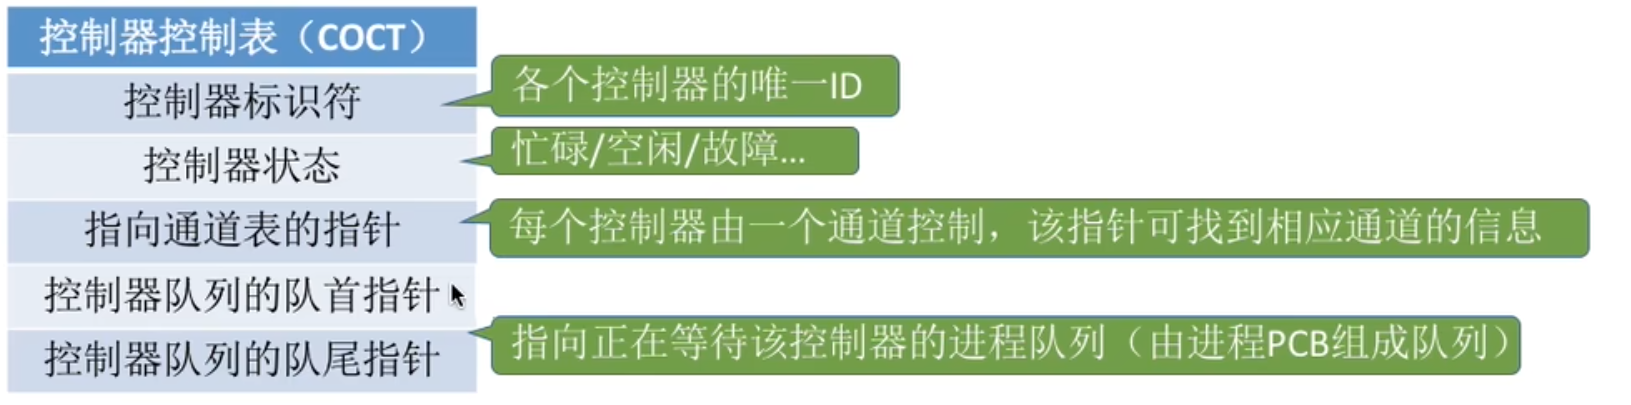 控制器控制表（COCT）
控制器标识符
各个控制器的唯一ID
控制器状态
忙碌/空闲/故障...
指向通道表的指针
每个控制器由一个通道控制，该指针可找到相应通道的信息
控制器队列的队首指针
控制器队列的队尾指针
指向正在等待该控制器的进程队列（由进程PCB组成队列）